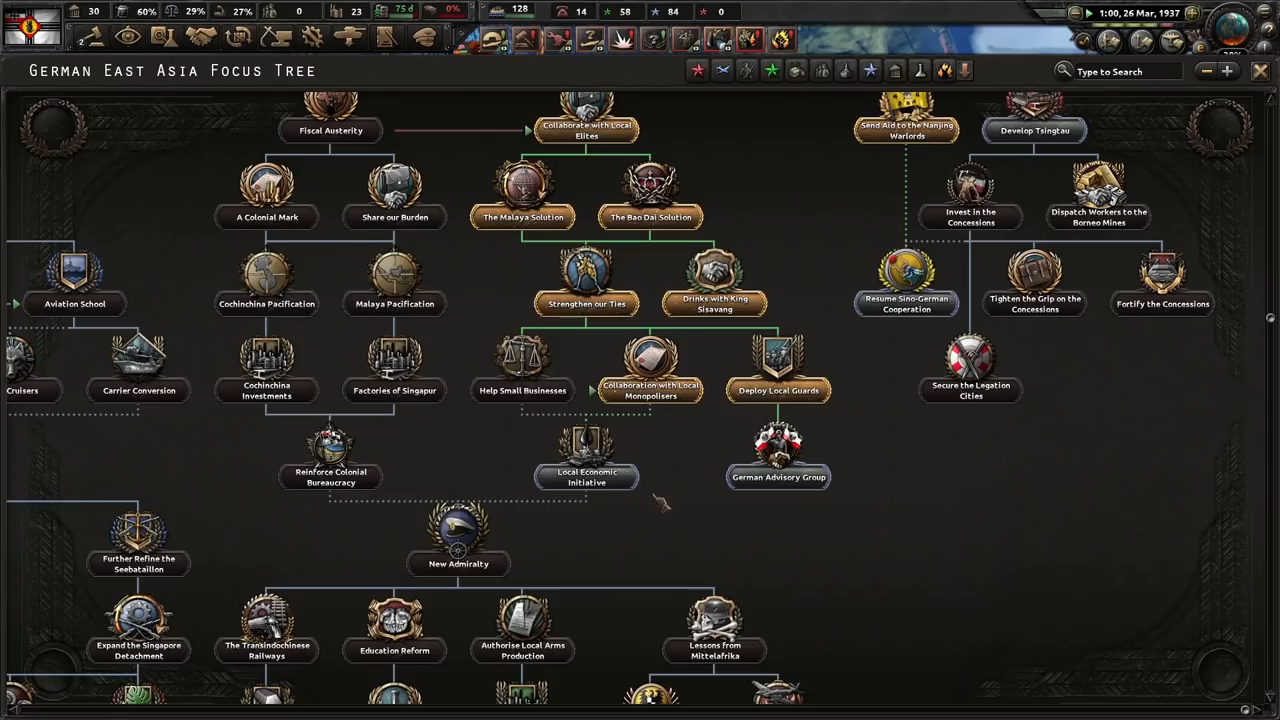 30
60%
29%
27%
0
23
75 d
0%
128
14
58
84
0
1:00, 26 Mar, 1937
2
German East Asia Focus Tree
Type to Search
Fiscal Austerity
Collaborate with Local
Elites
Send Aid to the Nanjing
Warlords
Develop Tsingtau
A Colonial Mark
Share our Burden
The Malaya Solution
The Bao Dai Solution
Invest in the
Concessions
Dispatch Workers to the
Borneo Mines
Aviation School
Cochinchina Pacification
Malaya Pacification
Strengthen our Ties
Drinks with King
Sisavang
Resume Sino-German
Cooperation
Tighten the Grip on the
Concessions
Fortify the Concessions
Cruisers
Carrier Conversion
Cochinchina
Investments
Factories of Singapur
Help Small Businesses
Collaboration with Local
Monopolisers
Deploy Local Guards
Secure the Legation
Cities
Reinforce Colonial
Bureaucracy
Local Economic
Initiative
German Advisory Group
Further Refine the
Seebataillon
New Admiralty
Expand the Singapore
Detachment
The Transindochinese
Railways
Education Reform
Authorise Local Arms
Production
Lessons from
Mittelafrika